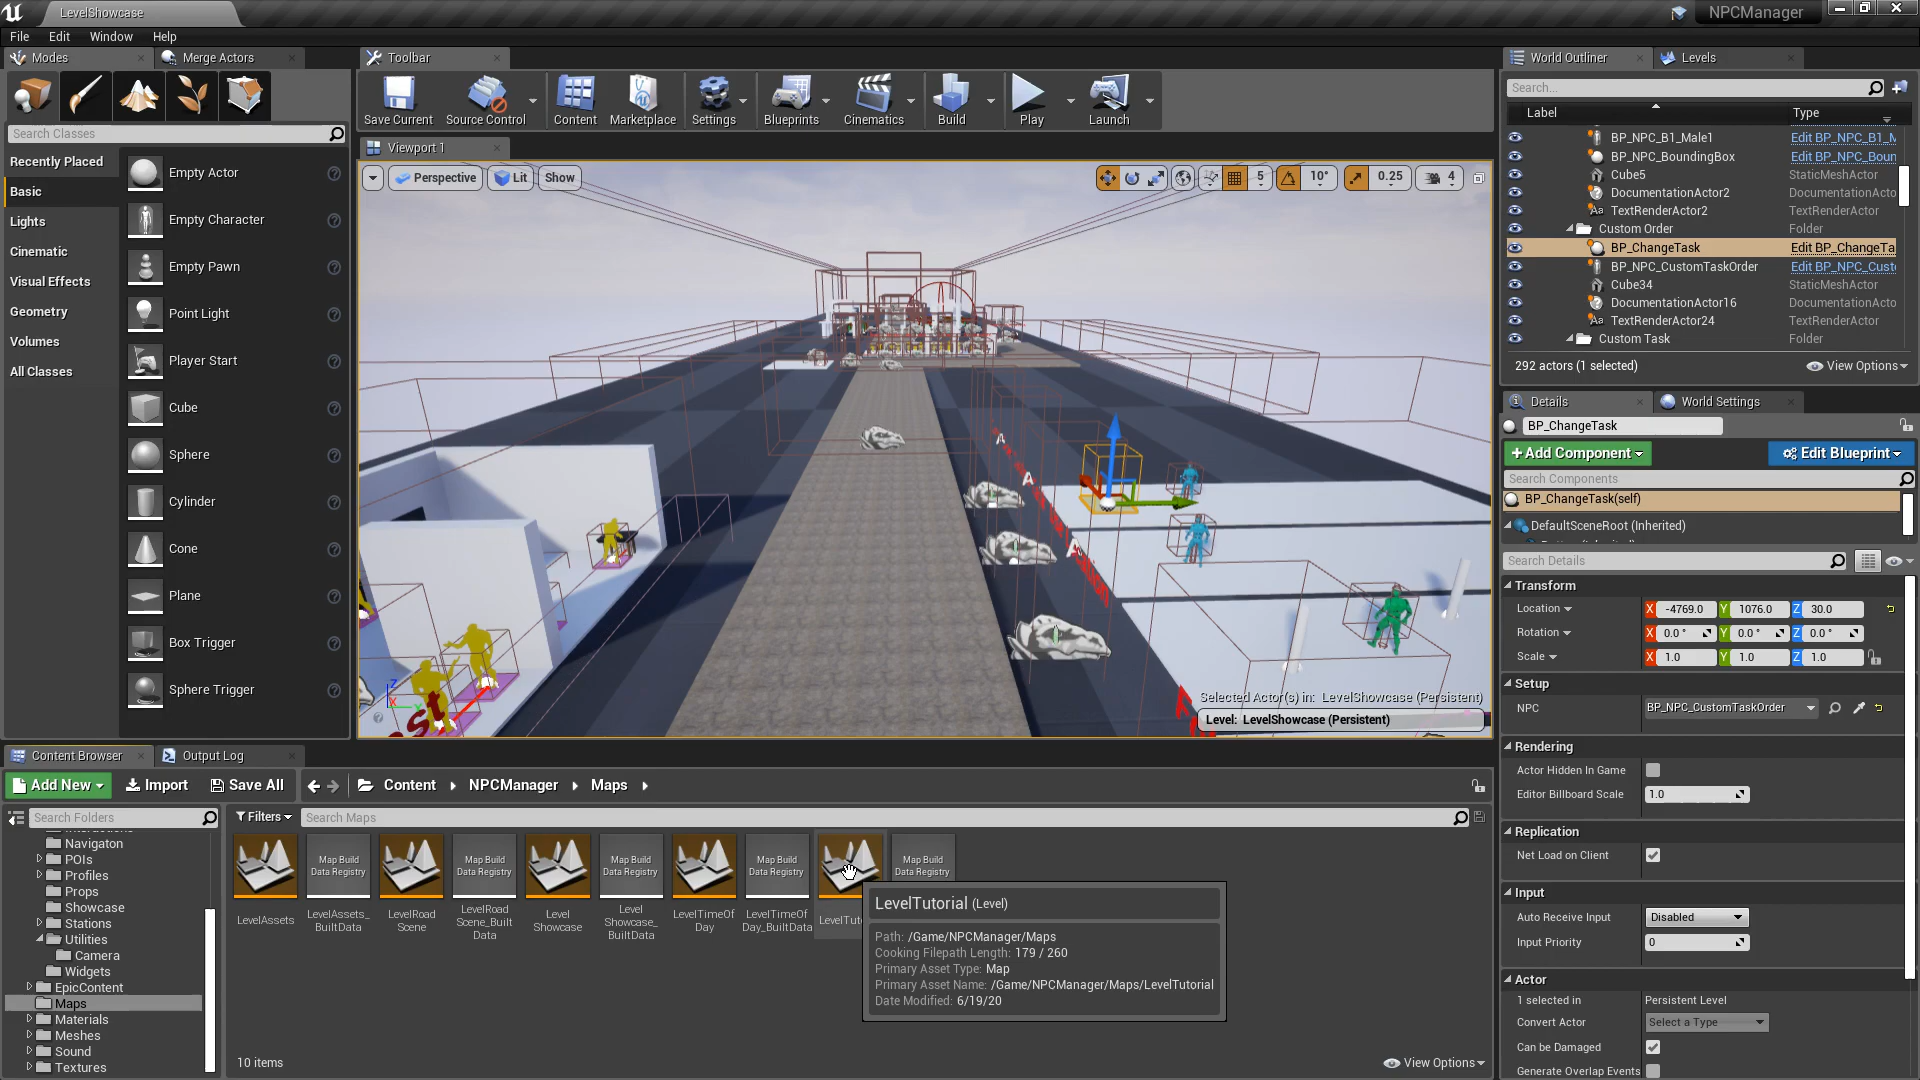 LevelShowcase
NPCManager
File Edit Window Help
Modes
Merge Actors
Search Classes
Recently Placed
Basic
Lights
Cinematic
Visual Effects
Geometry
Volumes
All Classes
Empty Actor
Empty Character
Empty Pawn
Point Light
Player Start
Cube
Sphere
Cylinder
Cone
Plane
Box Trigger
Sphere Trigger
Toolbar
Save Current
Source Control
Content
Marketplace
Settings
Blueprints
Cinematics
Build
Play
Launch
Viewport 1
Perspective
Lit
Show
5
10°
0.25
4
Selected Actor(s) in: LevelShowcase (Persistent)
Level: LevelShowcase (Persistent)
World Outliner
Levels
Search...
Label Type
BP_NPC_B1_Male1 Edit BP_NPC_B1_M
BP_NPC_BoundingBox Edit BP_NPC_Boun
Cube5 StaticMeshActor
DocumentationActor2 DocumentationActo
TextRenderActor2 TextRenderActor
Custom Order Folder
BP_ChangeTask Edit BP_ChangeTa
BP_NPC_CustomTaskOrder Edit BP_NPC_Cust
Cube34 StaticMeshActor
DocumentationActor16 DocumentationActo
TextRenderActor24 TextRenderActor
Custom Task Folder
292 actors (1 selected)
View Options
Details
World Settings
BP_ChangeTask
+Add Component
Edit Blueprint
Search Components
BP_ChangeTask(self)
DefaultSceneRoot (Inherited)
Search Details
Transform
Location X -4769.0 Y 1076.0 Z 30.0
Rotation X 0.0 ° Y 0.0 ° Z 0.0 °
Scale X 1.0 Y 1.0 Z 1.0
Setup
NPC BP_NPC_CustomTaskOrder
Rendering
Actor Hidden In Game
Editor Billboard Scale 1.0
Replication
Net Load on Client
Input
Auto Receive Input Disabled
Input Priority 0
Actor
1 selected in Persistent Level
Convert Actor Select a Type
Can be Damaged
Generate Overlap Events
Content Browser
Output Log
Add New
Import
Save All
Content
NPCManager
Maps
Search Folders
Navigaton
POIs
Profiles
Props
Showcase
Stations
Utilities
Camera
Widgets
EpicContent
Maps
Materials
Meshes
Sound
Textures
Filters
Search Maps
Map Build
Data Registry
Map Build
Data Registry
Map Build
Data Registry
Map Build
Data Registry
Map Build
Data Registry
LevelAssets
LevelAssets_
BuiltData
LevelRoad
Scene
LevelRoad
Scene_Built
Data
Level
Showcase
Level
Showcase_
BuiltData
LevelTimeOf
Day
LevelTimeOf
Day_BuiltData
LevelTuto
LevelTutorial (Level)
Path: /Game/NPCManager/Maps
Cooking Filepath Length: 179 / 260
Primary Asset Type: Map
Primary Asset Name: /Game/NPCManager/Maps/LevelTutorial
Date Modified: 6/19/20
10 items
View Options